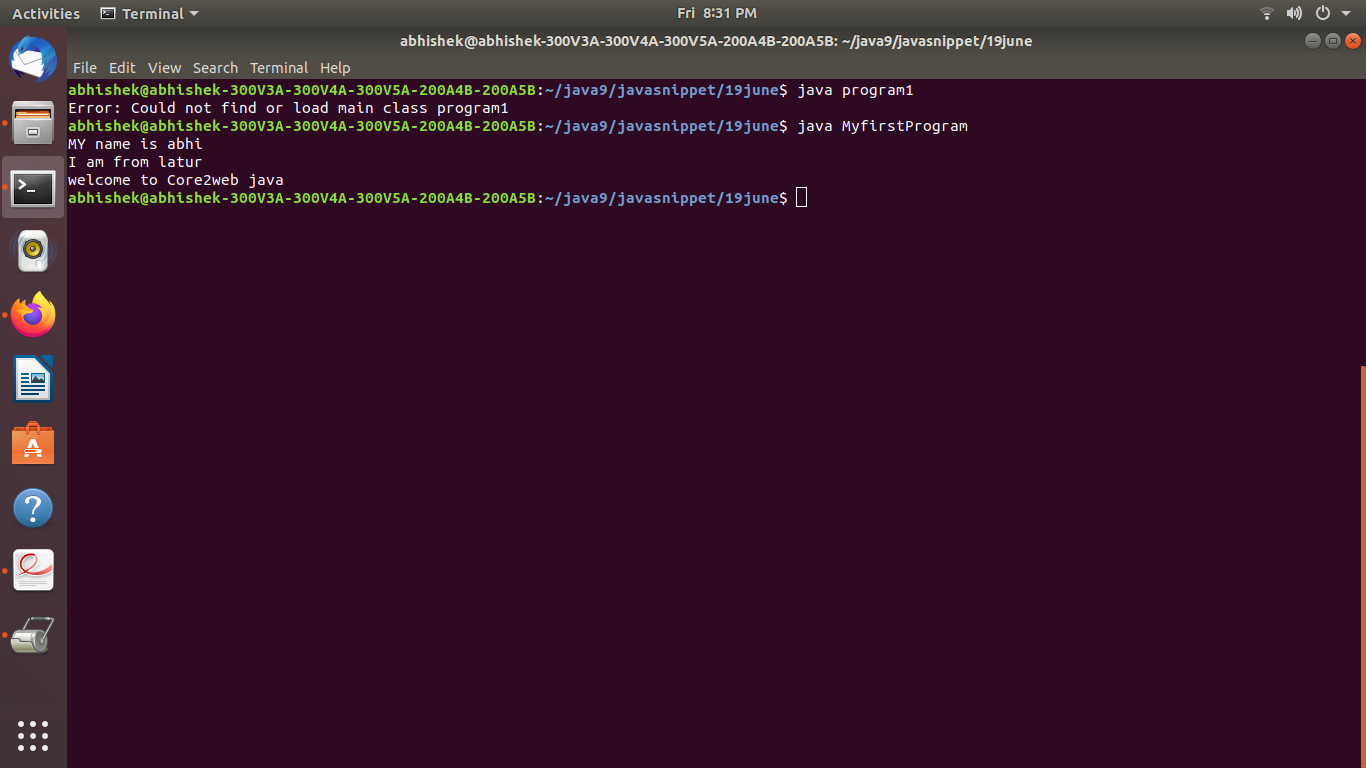 Activities Terminal Fri 8:31 PM
abhishek@abhishek-300V3A-300V4A-300V5A-200A4B-200A5B: ~/java9/javasnippet/19june
File Edit View Search Terminal Help
abhishek@abhishek-300V3A-300V4A-300V5A-200A4B-200A5B:~/java9/javasnippet/19june$ java program1
Error: Could not find or load main class program1
abhishek@abhishek-300V3A-300V4A-300V5A-200A4B-200A5B:~/java9/javasnippet/19june$ java MyfirstProgram
MY name is abhi
I am from latur
welcome to Core2web java
abhishek@abhishek-300V3A-300V4A-300V5A-200A4B-200A5B:~/java9/javasnippet/19june$